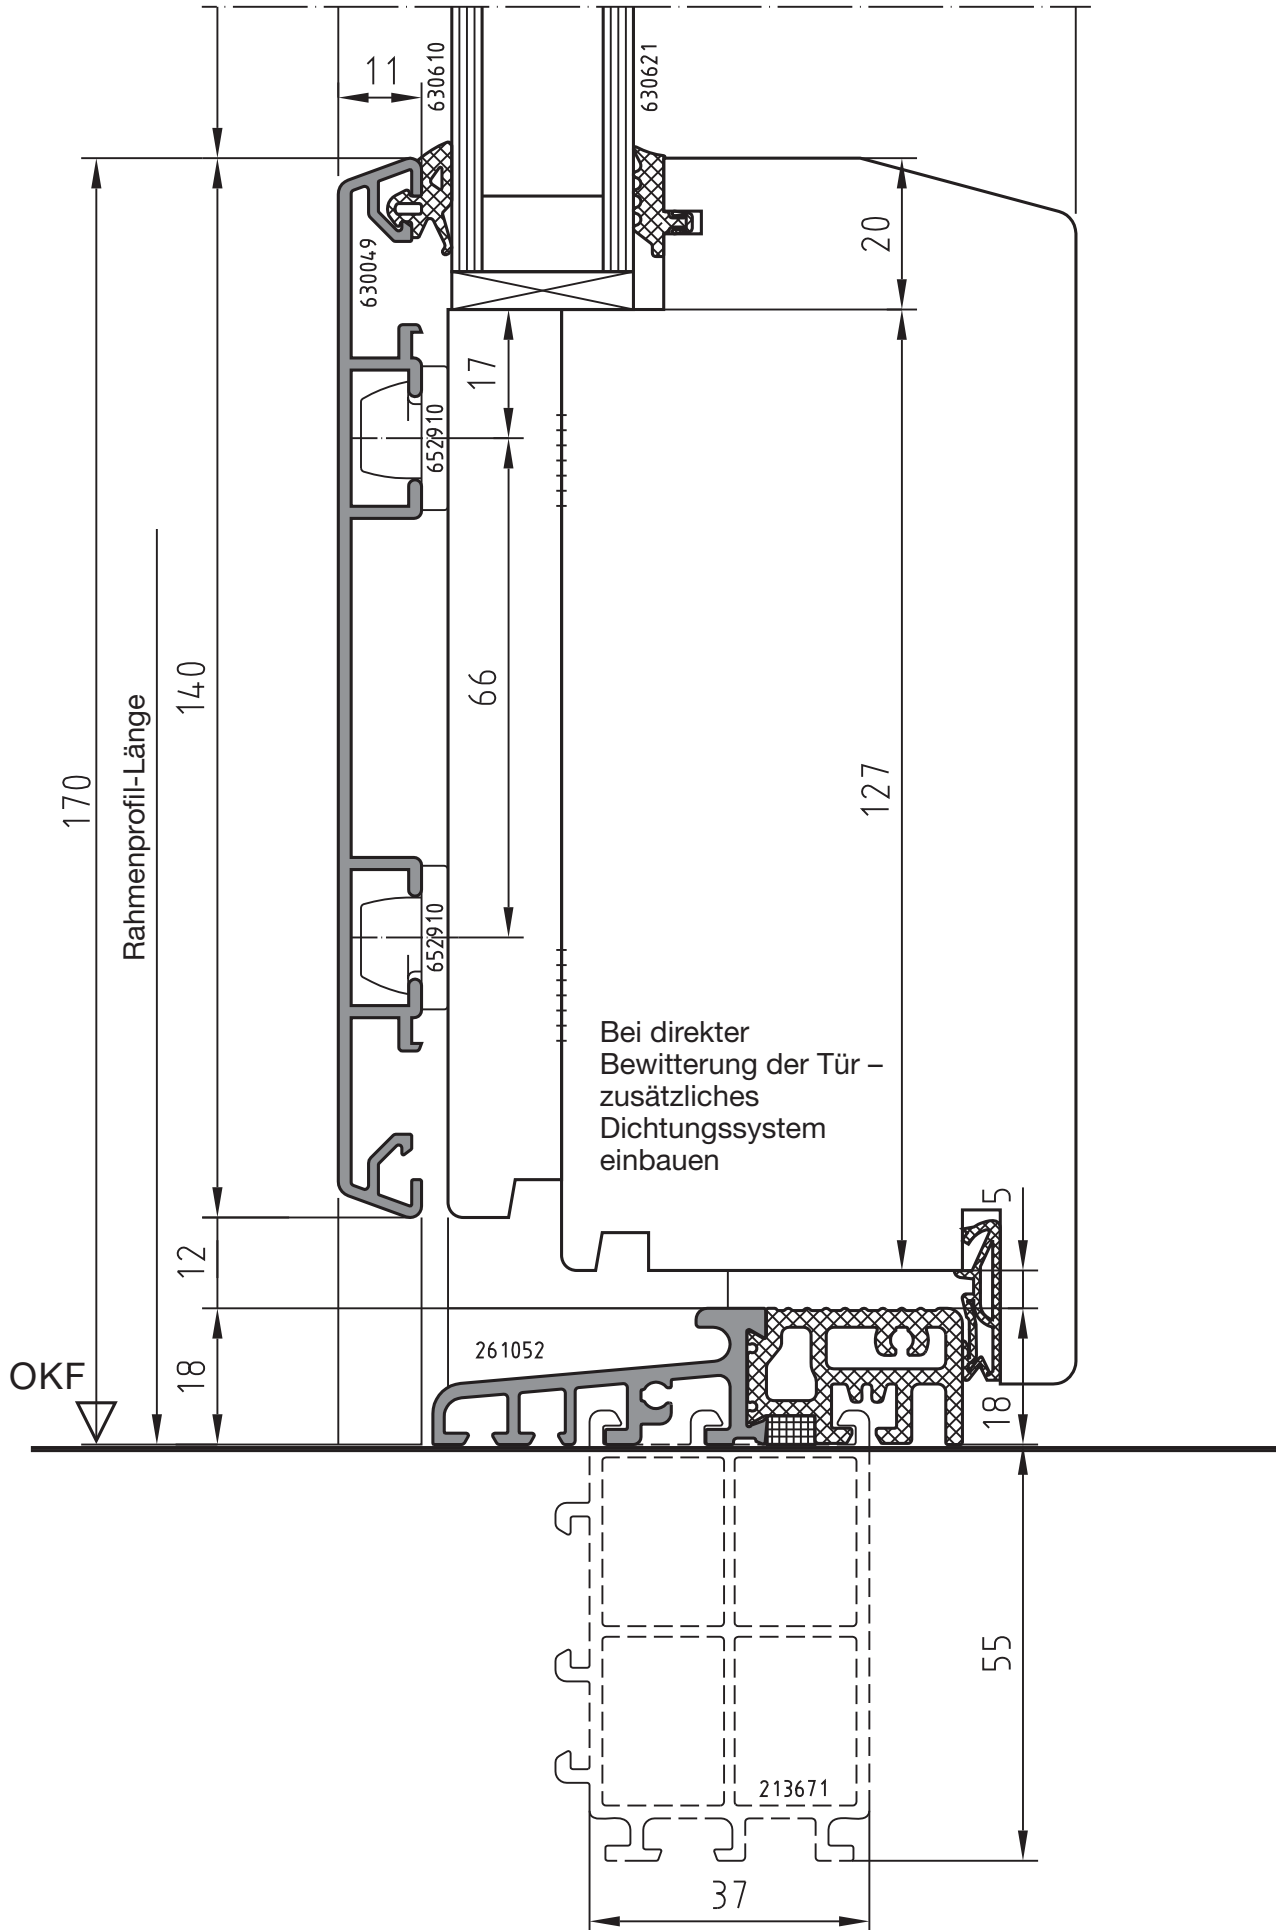 11
630610
630621
630049
20
17
652910
140
66
170
Rahmenprofil-Länge
127
652910
Bei direkter
Bewitterung der Tür –
zusätzliches
Dichtungssystem
einbauen
5
12
261052
18
OKF
18
55
213671
37